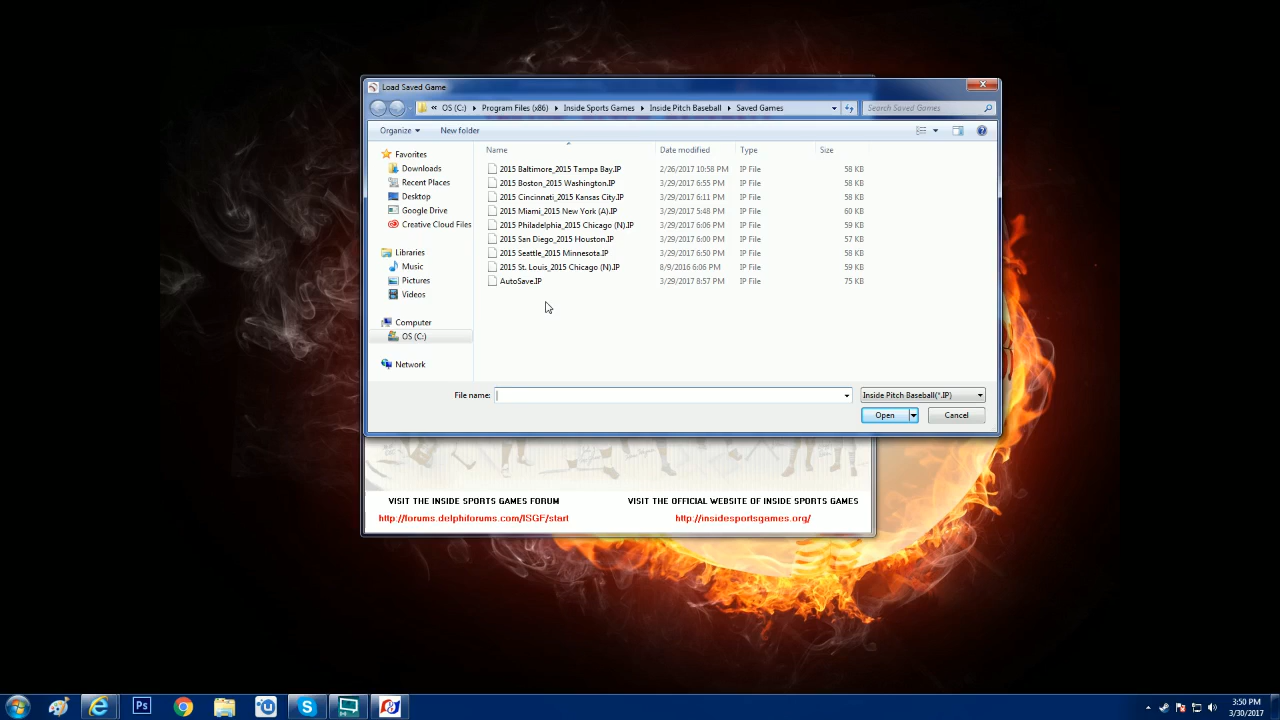 Load Saved Game
« OS (C:) Program Files (x86) Inside Sports Games Inside Pitch Baseball Saved Games Search Saved Games
Organize New folder
Name Date modified Type Size
Favorites
Downloads
Recent Places
Desktop
Google Drive
Creative Cloud Files
Libraries
Music
Pictures
Videos
Computer
OS (C:)
Network
2015 Baltimore_2015 Tampa Bay.IP 2/26/2017 10:58 PM IP File 58 KB
2015 Boston_2015 Washington.IP 3/29/2017 6:55 PM IP File 58 KB
2015 Cincinnati_2015 Kansas City.IP 3/29/2017 6:11 PM IP File 58 KB
2015 Miami_2015 New York (A).IP 3/29/2017 5:48 PM IP File 60 KB
2015 Philadelphia_2015 Chicago (N).IP 3/29/2017 6:06 PM IP File 59 KB
2015 San Diego_2015 Houston.IP 3/29/2017 6:00 PM IP File 57 KB
2015 Seattle_2015 Minnesota.IP 3/29/2017 6:50 PM IP File 58 KB
2015 St. Louis_2015 Chicago (N).IP 8/9/2016 6:06 PM IP File 59 KB
AutoSave.IP 3/29/2017 8:57 PM IP File 75 KB
File name: Inside Pitch Baseball(*.IP)
Open Cancel
VISIT THE INSIDE SPORTS GAMES FORUM
http://forums.delphiforums.com/ISGF/start
VISIT THE OFFICIAL WEBSITE OF INSIDE SPORTS GAMES
http://insidesportsgames.org/
Ps
3:50 PM
3/30/2017